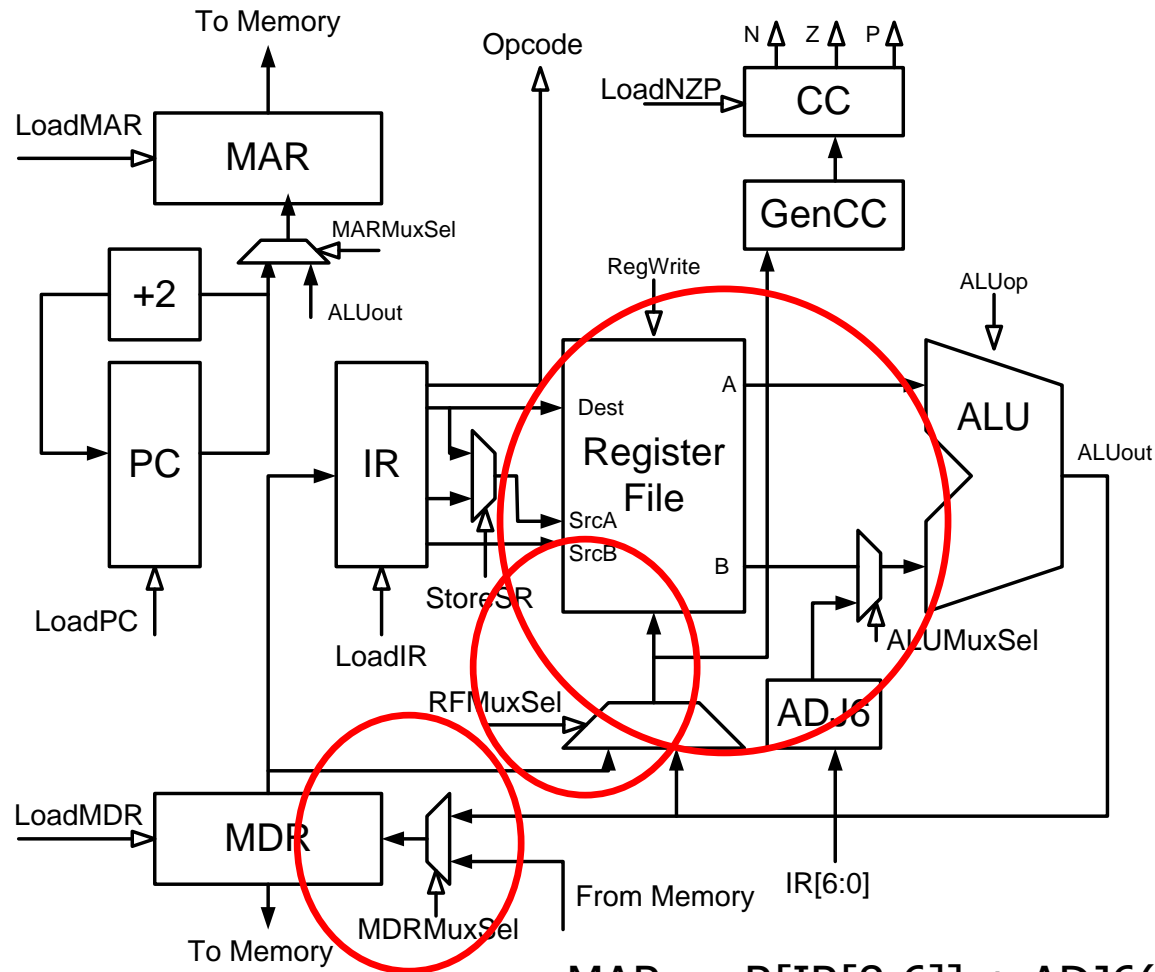 To Memory
Opcode
N Z P
LoadNZP
CC
LoadMAR
MAR
GenCC
MARMuxSel
RegWrite
ALUop
+2
ALUout
A
Dest
ALU
PC
IR
Register
File
ALUout
SrcA
SrcB
B
StoreSR
LoadPC
LoadIR
ALUMuxSel
RFMuxSel
ADJ6
LoadMDR
MDR
From Memory
IR[6:0]
MDRMuxSel
To Memory